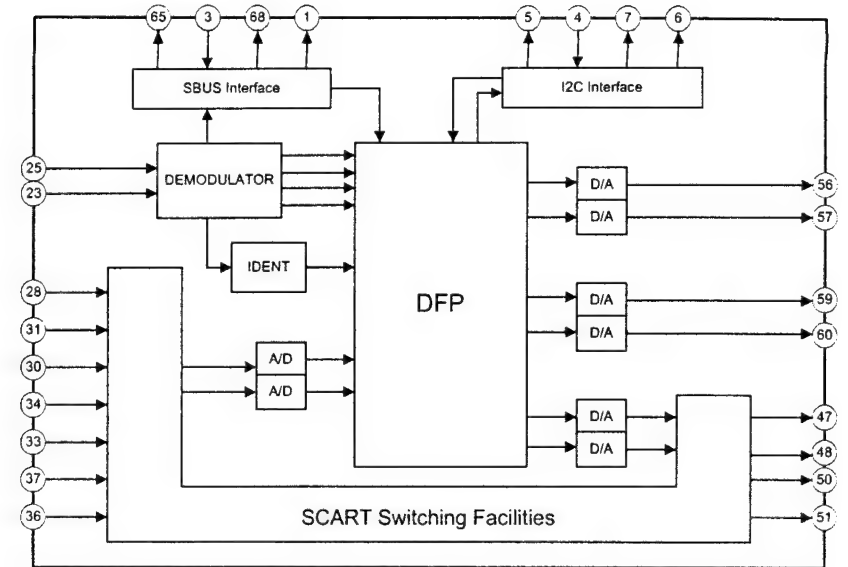 65 3 68 1 5 4 7 6
SBUS Interface I2C Interface
25
23
DEMODULATOR
D/A 56
D/A 57
IDENT
28
DFP
D/A 59
31
D/A 60
30
A/D
A/D
34
D/A 47
33
D/A 48
37
50
36
SCART Switching Facilities
51